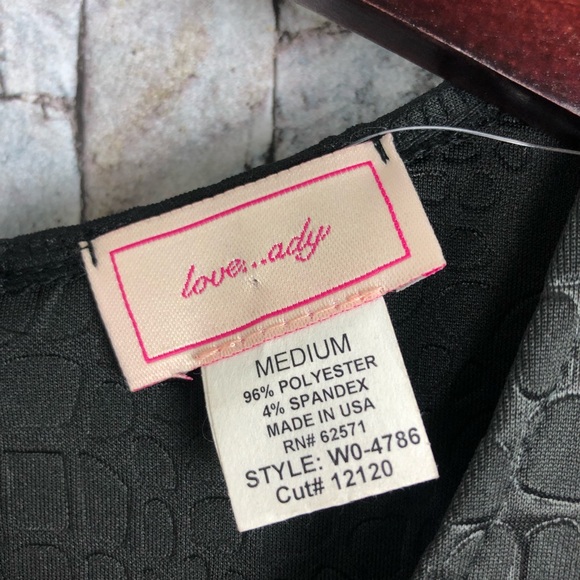 love...ady
MEDIUM
96% POLYESTER
4% SPANDEX
MADE IN USA
RN# 62571
STYLE: W0-4786
Cut# 12120